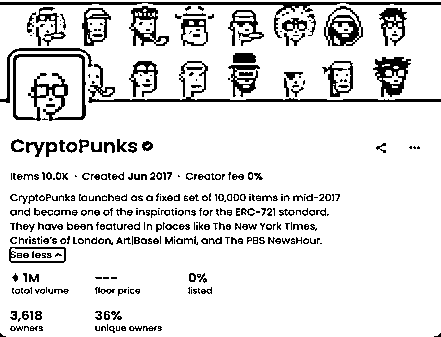 CryptoPunks
Items 10.0K · Created Jun 2017 · Creator fee 0%
CryptoPunks launched as a fixed set of 10,000 items in mid-2017
and became one of the inspirations for the ERC-721 standard.
They have been featured in places like The New York Times,
Christie's of London, Art|Basel Miami, and The PBS NewsHour.
See less
1M --- 0%
total volume floor price listed
3,618 36%
owners unique owners